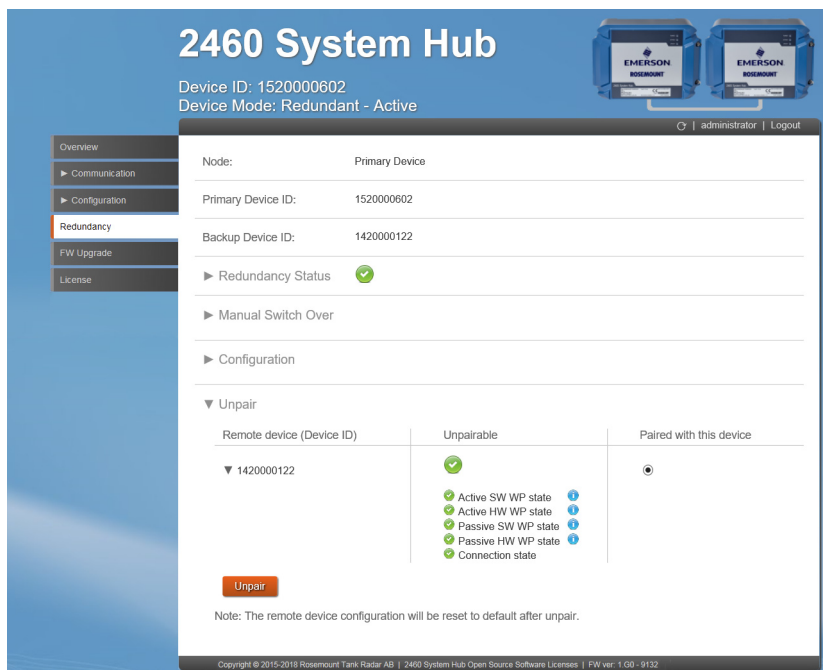 2460 System Hub
Device ID: 1520000602
Device Mode: Redundant - Active
EMERSON
ROSEMOUNT
EMERSON
ROSEMOUNT
administrator | Logout
Overview
► Communication
► Configuration
Redundancy
FW Upgrade
License
Node: Primary Device
Primary Device ID: 1520000602
Backup Device ID: 1420000122
► Redundancy Status
► Manual Switch Over
► Configuration
▼ Unpair
Remote device (Device ID) Unpairable Paired with this device
▼ 1420000122
Active SW WP state
Active HW WP state
Passive SW WP state
Passive HW WP state
Connection state
Unpair
Note: The remote device configuration will be reset to default after unpair.
Copyright © 2015-2018 Rosemount Tank Radar AB | 2460 System Hub Open Source Software Licenses | FW ver: 1.G0 - 9132